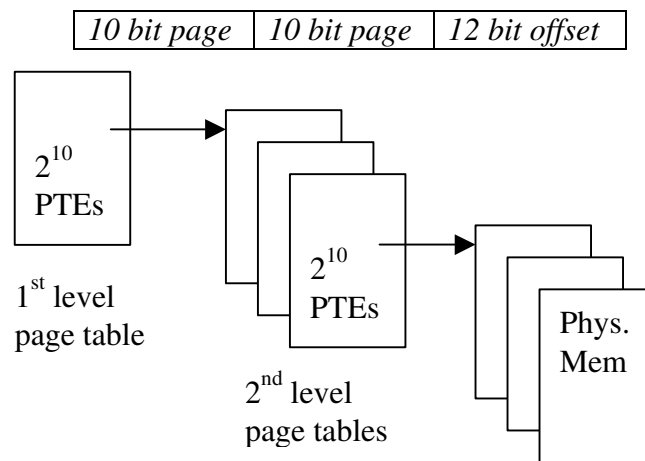 10 bit page 10 bit page 12 bit offset
2^10
PTEs
1^st level
page table
2^10
PTEs
2^nd level
page tables
Phys.
Mem